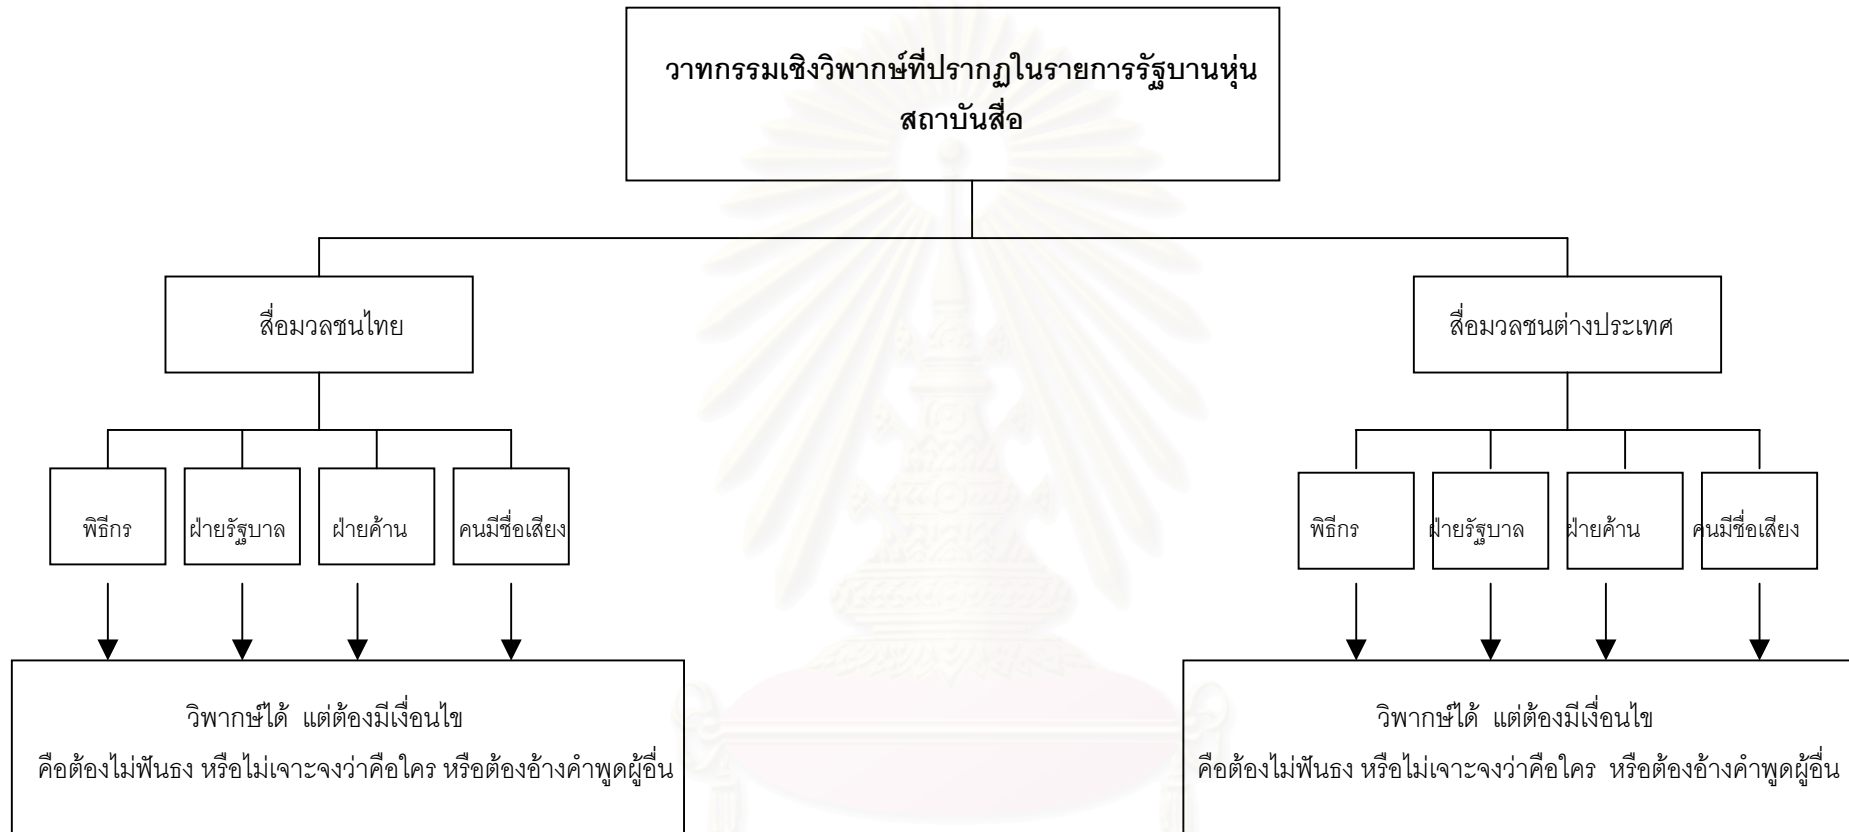 วาทกรรมเชิงวิพากษ์ที่ปรากฏในรายการรัฐบานหุ่น
สถาบันสื่อ
สื่อมวลชนไทย
สื่อมวลชนต่างประเทศ
พิธีกร
ฝ่ายรัฐบาล
ฝ่ายค้าน
คนมีชื่อเสียง
พิธีกร
ฝ่ายรัฐบาล
ฝ่ายค้าน
คนมีชื่อเสียง
วิพากษ์ได้ แต่ต้องมีเงื่อนไข
คือต้องไม่ฟันธง หรือไม่เจาะจงว่าคือใคร หรือต้องอ้างคำพูดผู้อื่น
วิพากษ์ได้ แต่ต้องมีเงื่อนไข
คือต้องไม่ฟันธง หรือไม่เจาะจงว่าคือใคร หรือต้องอ้างคำพูดผู้อื่น